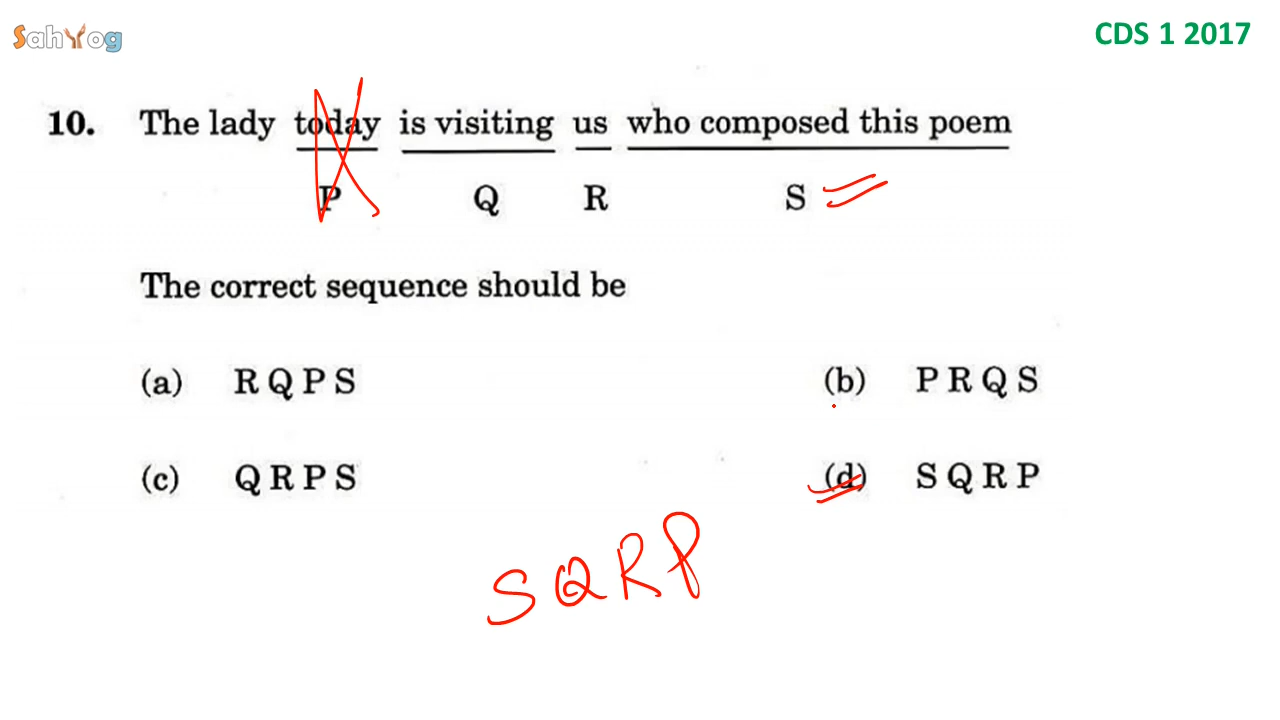 SahYog
CDS 1 2017
10. The lady today is visiting us who composed this poem
P Q R S
The correct sequence should be
(a) R Q P S (b) P R Q S
(c) Q R P S (d) S Q R P
SQRP